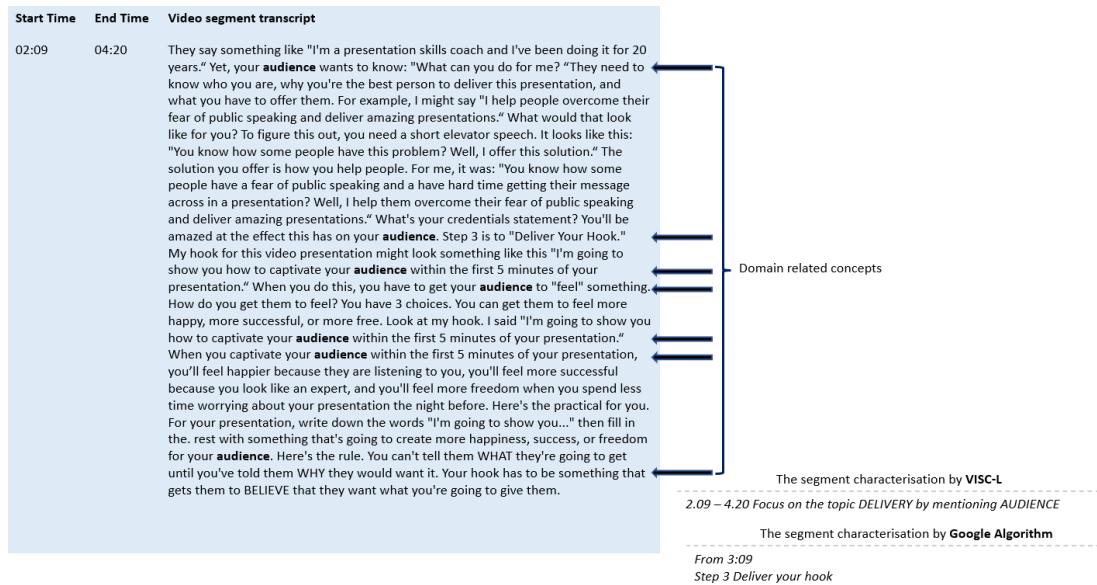 Start Time End Time Video segment transcript
02:09 04:20 They say something like "I'm a presentation skills coach and I've been doing it for 20
years.“ Yet, your audience wants to know: "What can you do for me? “They need to
know who you are, why you're the best person to deliver this presentation, and
what you have to offer them. For example, I might say "I help people overcome their
fear of public speaking and deliver amazing presentations.“ What would that look
like for you? To figure this out, you need a short elevator speech. It looks like this:
"You know how some people have this problem? Well, I offer this solution.“ The
solution you offer is how you help people. For me, it was: "You know how some
people have a fear of public speaking and a have hard time getting their message
across in a presentation? Well, I help them overcome their fear of public speaking
and deliver amazing presentations.“ What's your credentials statement? You'll be
amazed at the effect this has on your audience. Step 3 is to "Deliver Your Hook."
My hook for this video presentation might look something like this "I'm going to
show you how to captivate your audience within the first 5 minutes of your
presentation.“ When you do this, you have to get your audience to "feel" something.
How do you get them to feel? You have 3 choices. You can get them to feel more
happy, more successful, or more free. Look at my hook. I said "I'm going to show you
how to captivate your audience within the first 5 minutes of your presentation.“
When you captivate your audience within the first 5 minutes of your presentation,
you’ll feel happier because they are listening to you, you'll feel more successful
because you look like an expert, and you'll feel more freedom when you spend less
time worrying about your presentation the night before. Here's the practical for you.
For your presentation, write down the words "I'm going to show you..." then fill in
the. rest with something that's going to create more happiness, success, or freedom
for your audience. Here's the rule. You can't tell them WHAT they're going to get
until you've told them WHY they would want it. Your hook has to be something that
gets them to BELIEVE that they want what you're going to give them.
Domain related concepts
The segment characterisation by VISC-L
2.09 – 4.20 Focus on the topic DELIVERY by mentioning AUDIENCE
The segment characterisation by Google Algorithm
From 3:09
Step 3 Deliver your hook